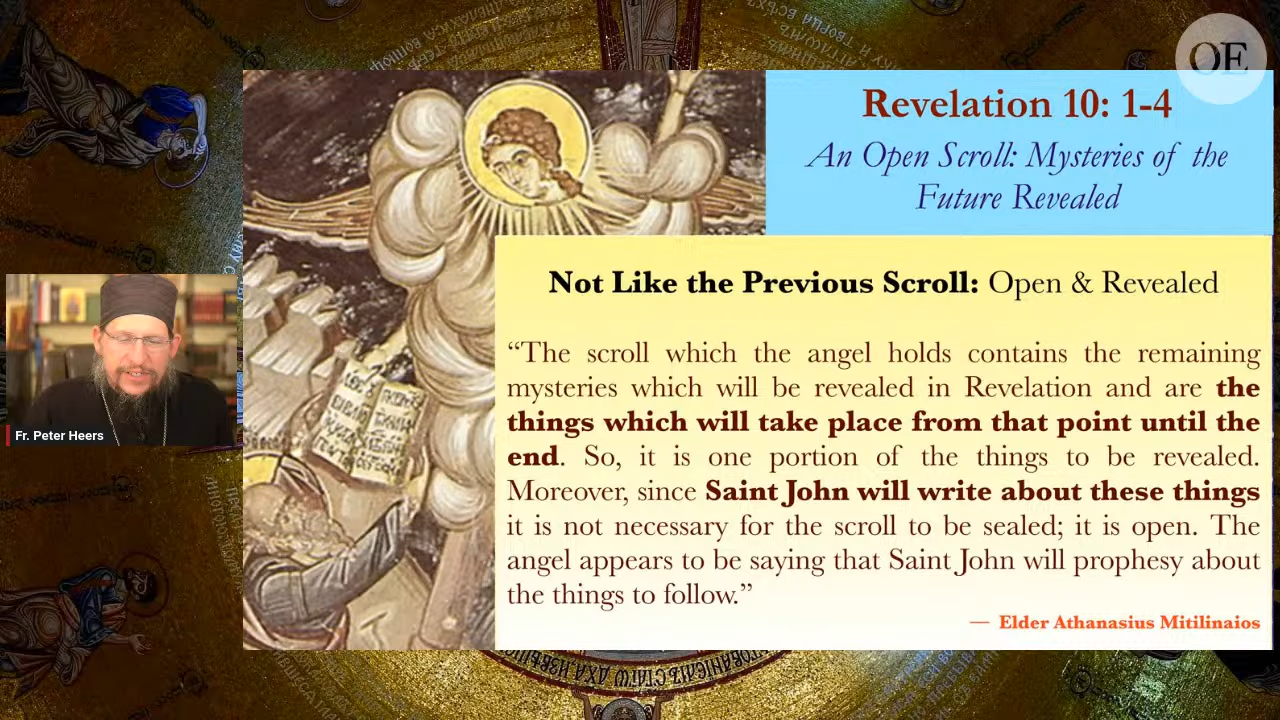 OE
Revelation 10: 1-4
An Open Scroll: Mysteries of the
Future Revealed
Not Like the Previous Scroll: Open & Revealed
“The scroll which the angel holds contains the remaining
mysteries which will be revealed in Revelation and are the
things which will take place from that point until the
end. So, it is one portion of the things to be revealed.
Moreover, since Saint John will write about these things
it is not necessary for the scroll to be sealed; it is open. The
angel appears to be saying that Saint John will prophesy about
the things to follow.”
— Elder Athanasius Mitilinaios
Fr. Peter Heers